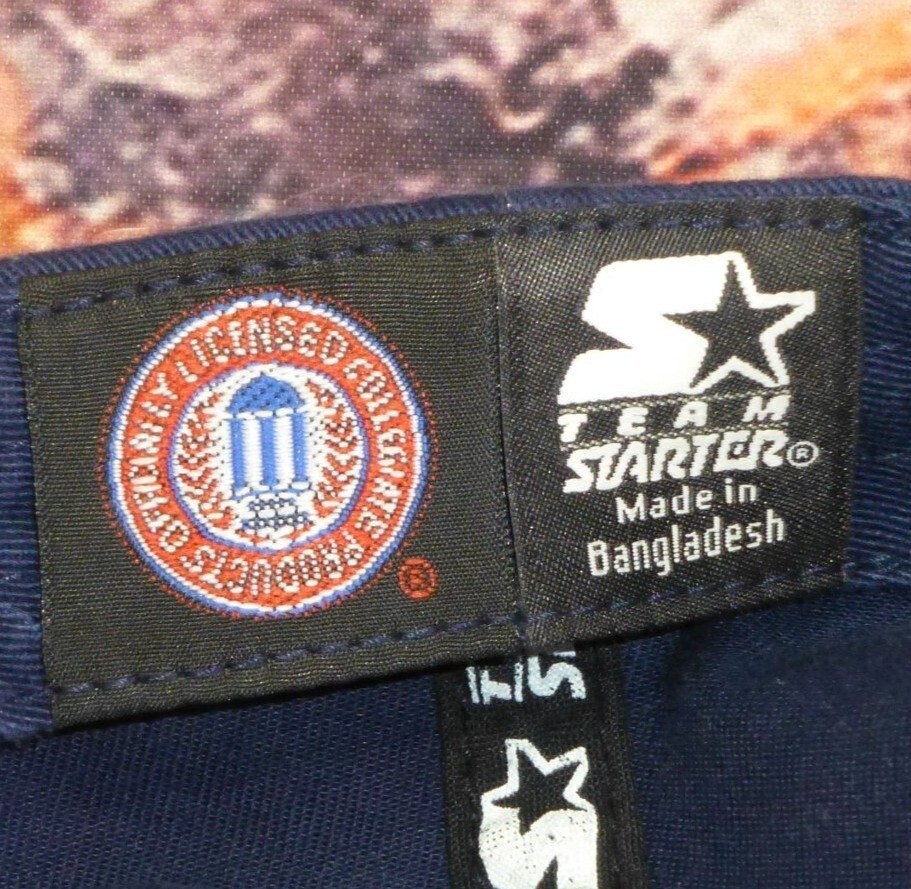 OFFICIALLY LICENSED COLLEGIATE PRODUCTS
®
TEAM
STARTER®
Made in
Bangladesh